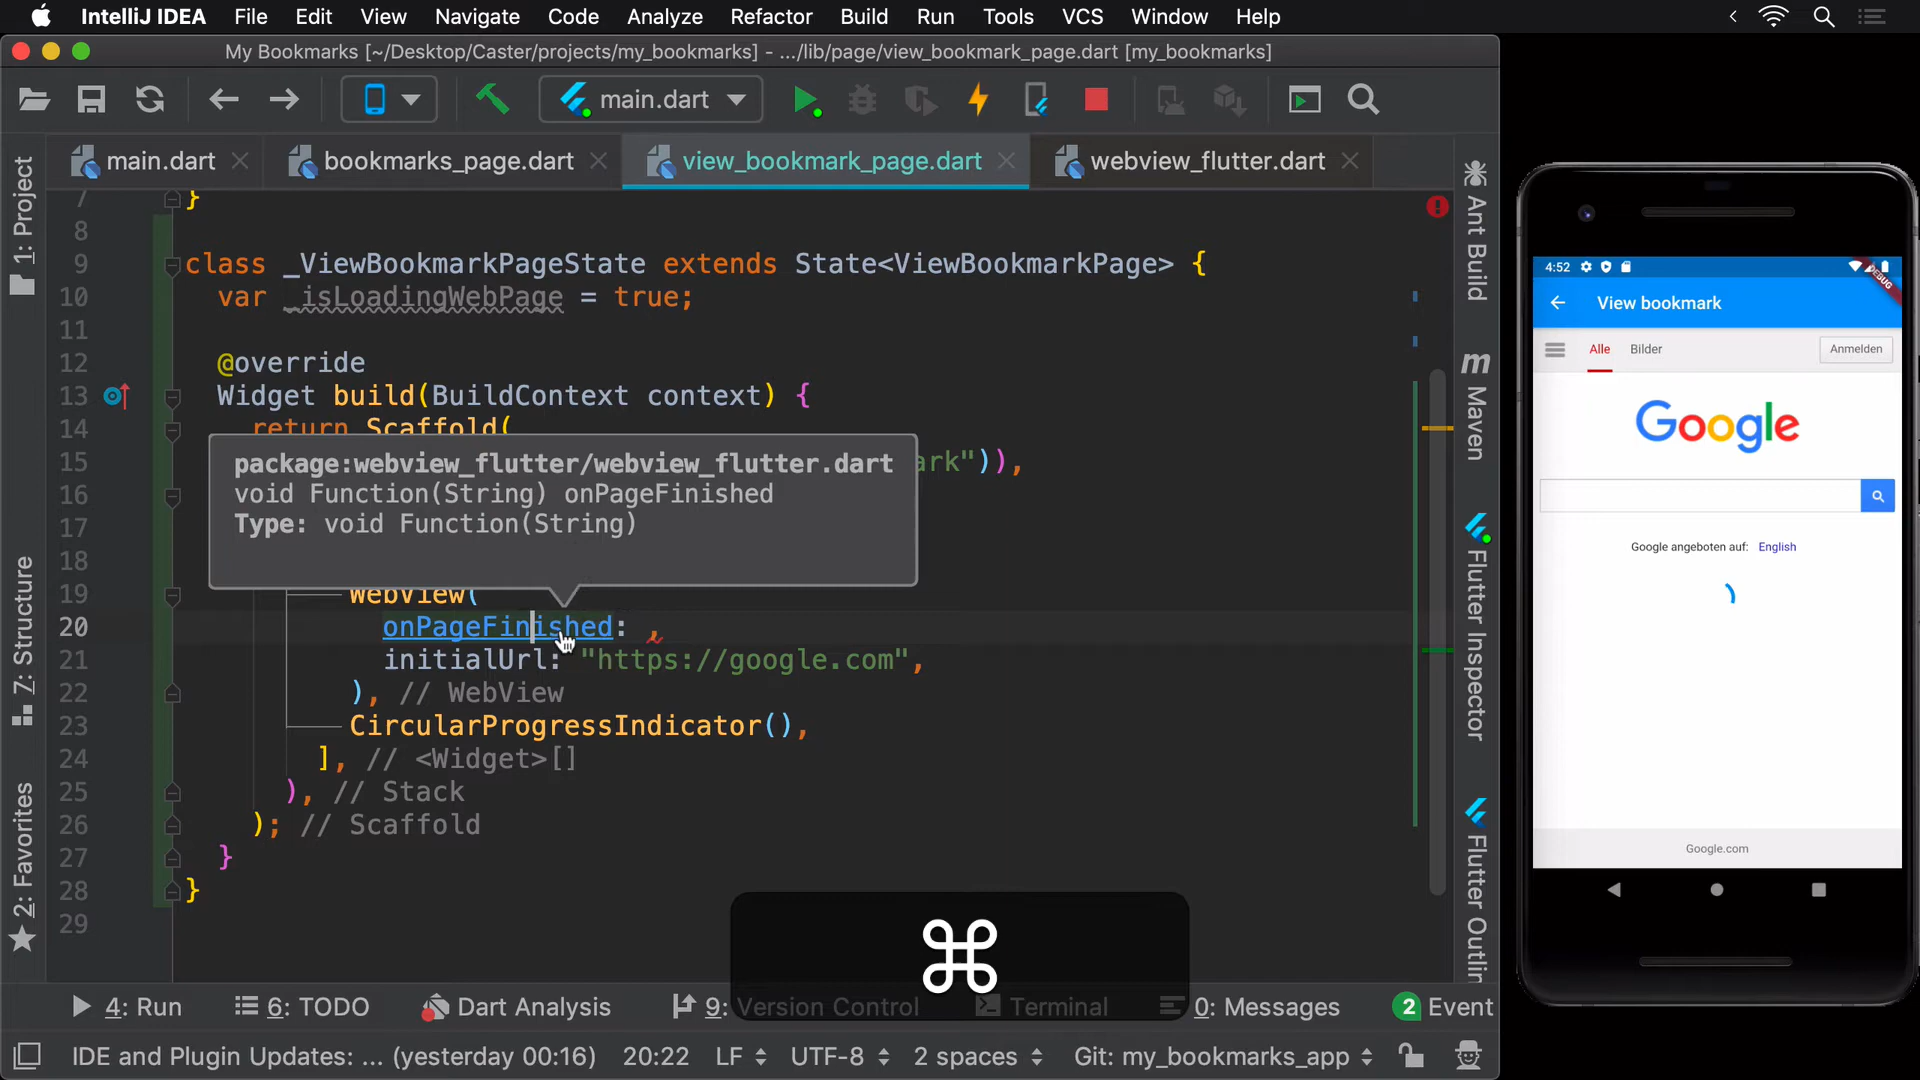 IntelliJ IDEA File Edit View Navigate Code Analyze Refactor Build Run Tools VCS Window Help
My Bookmarks [~/Desktop/Caster/projects/my_bookmarks] - .../lib/page/view_bookmark_page.dart [my_bookmarks]
main.dart
main.dart bookmarks_page.dart view_bookmark_page.dart webview_flutter.dart
1: Project
7: Structure
2: Favorites
7 }
8
9 class _ViewBookmarkPageState extends State<ViewBookmarkPage> {
10 var _isLoadingWebPage = true;
11
12 @override
13 Widget build(BuildContext context) {
14 return Scaffold(
15 ark")),
16
17
18
package:webview_flutter/webview_flutter.dart
void Function(String) onPageFinished
Type: void Function(String)
19 WebView(
20 onPageFinished: ,
21 initialUrl: "https://google.com",
22 ), // WebView
23 CircularProgressIndicator(),
24 ], // <Widget>[]
25 ), // Stack
26 ); // Scaffold
27 }
28 }
29
Ant Build
m Maven
Flutter Inspector
Flutter Outlin
⌘
4: Run 6: TODO Dart Analysis 9: Version Control Terminal 0: Messages 2 Event
IDE and Plugin Updates: ... (yesterday 00:16) 20:22 LF UTF-8 2 spaces Git: my_bookmarks_app
4:52
DEBUG
View bookmark
Alle Bilder Anmelden
Google
Google angeboten auf: English
Google.com